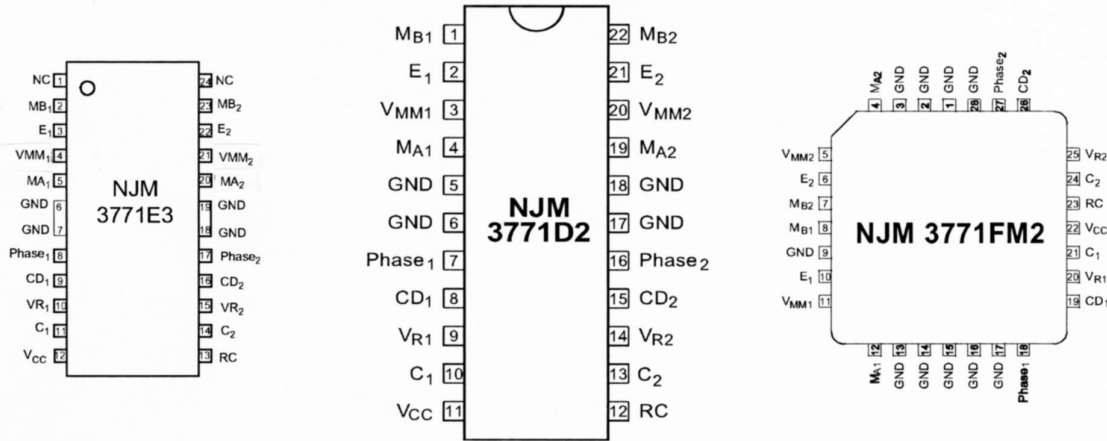 NC 1
MB1 2
E1 3
VMM1 4
MA1 5
GND 6
GND 7
Phase1 8
CD1 9
VR1 10
C1 11
VCC 12
NJM
3771E3
24 NC
23 MB2
22 E2
21 VMM2
20 MA2
19 GND
18 GND
17 Phase2
16 CD2
15 VR2
14 C2
13 RC
MB1 1
E1 2
VMM1 3
MA1 4
GND 5
GND 6
Phase1 7
CD1 8
VR1 9
C1 10
VCC 11
NJM
3771D2
22 MB2
21 E2
20 VMM2
19 MA2
18 GND
17 GND
16 Phase2
15 CD2
14 VR2
13 C2
12 RC
4 MA2
3 GND
2 GND
1 GND
28 GND
27 Phase2
26 CD2
VMM2 5
E2 6
MB2 7
MB1 8
GND 9
E1 10
VMM1 11
NJM 3771FM2
25 VR2
24 C2
23 RC
22 VCC
21 C1
20 VR1
19 CD1
MA1 12
GND 13
GND 14
GND 15
GND 16
GND 17
Phase1 18